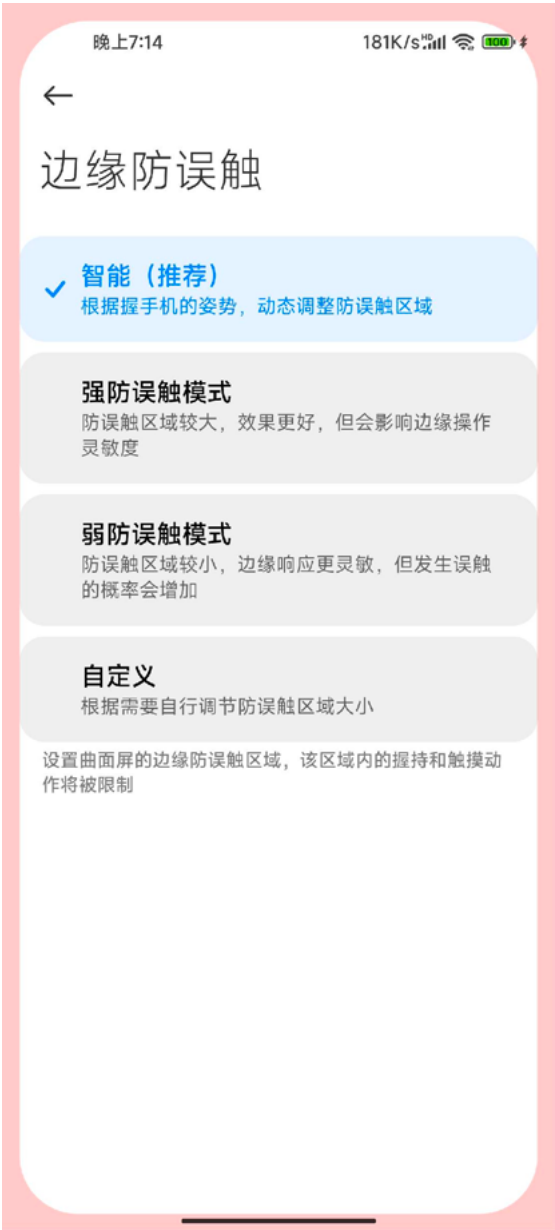 晚上7:14 181K/s HD 100
边缘防误触
智能（推荐）
根据握手机的姿势，动态调整防误触区域
强防误触模式
防误触区域较大，效果更好，但会影响边缘操作
灵敏度
弱防误触模式
防误触区域较小，边缘响应更灵敏，但发生误触
的概率会增加
自定义
根据需要自行调节防误触区域大小
设置曲面屏的边缘防误触区域，该区域内的握持和触摸动
作将被限制